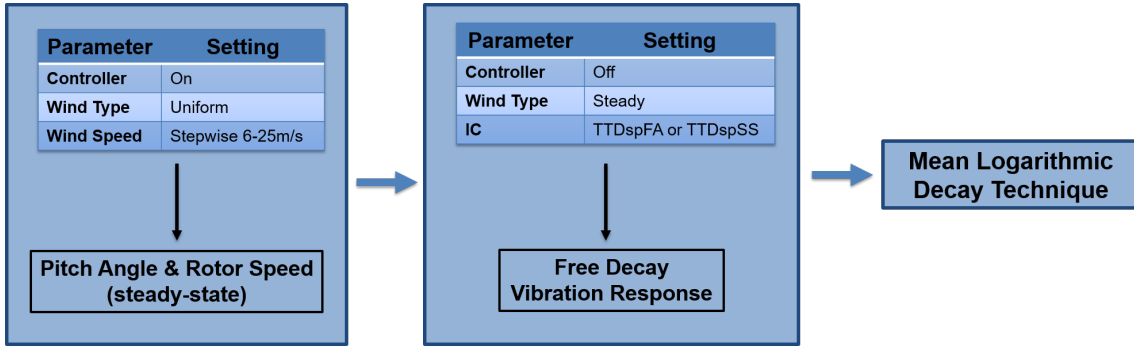 Parameter Setting
Controller On
Wind Type Uniform
Wind Speed Stepwise 6-25m/s
Pitch Angle & Rotor Speed
(steady-state)
Parameter Setting
Controller Off
Wind Type Steady
IC TTDspFA or TTDspSS
Free Decay
Vibration Response
Mean Logarithmic
Decay Technique